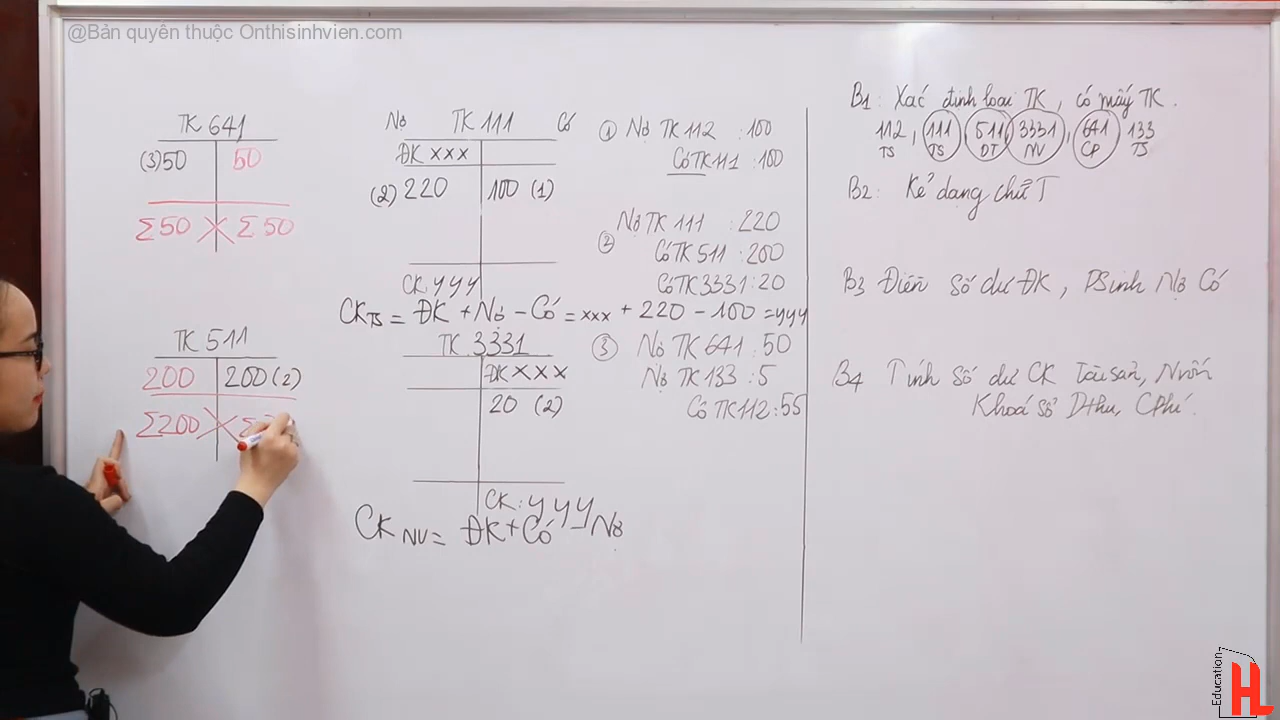 @Bản quyên thuộc Onthisinhvien.com
TK 641
(3) 50 50
Σ50 Σ 50
TK 511
200 200 (2)
Σ200 Σ
Nợ TK 111 Có
ĐK xxx
(2) 220 100 (1)
CK: yyy
CK TS = ĐK + Nợ - Có = xxx + 220 - 100 = yyy
TK 3331
ĐK XXX
20 (2)
CK: yyy
CK NV = ĐK + Có - Nợ
① Nợ TK 112 : 100
Có TK 111 : 100
② Nợ TK 111 : 220
Có TK 511 : 200
Có TK 3331 : 20
③ Nợ TK 641 : 50
Nợ TK 133 : 5
Có TK 112 : 55
B1 : Xác định loại TK, có mấy TK.
112, 111, 511, 3331, 641, 133
TS TS DT NV CP TS
B2: Kẻ dạng chữ T
B3 Điền số dư ĐK, PSinh Nợ Có
B4 Tính số dư CK tài sản, Nvốn
Khoá sổ Dthu, CPhí.
Education
HL